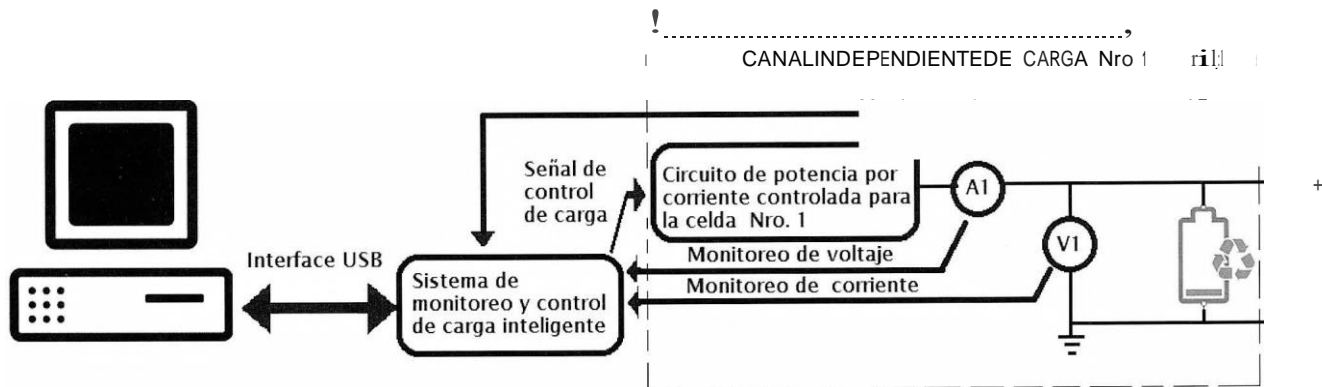 CANALINDEPENDIENTEDE CARGA Nro
Señal de
control
de carga
Circuito de potencia por
corriente controlada para
la celda Nro. 1
A1
+
V1
Interface USB
Monitoreo de voltaje
Monitoreo de corriente
Sistema de
monitoreo y control
de carga inteligente